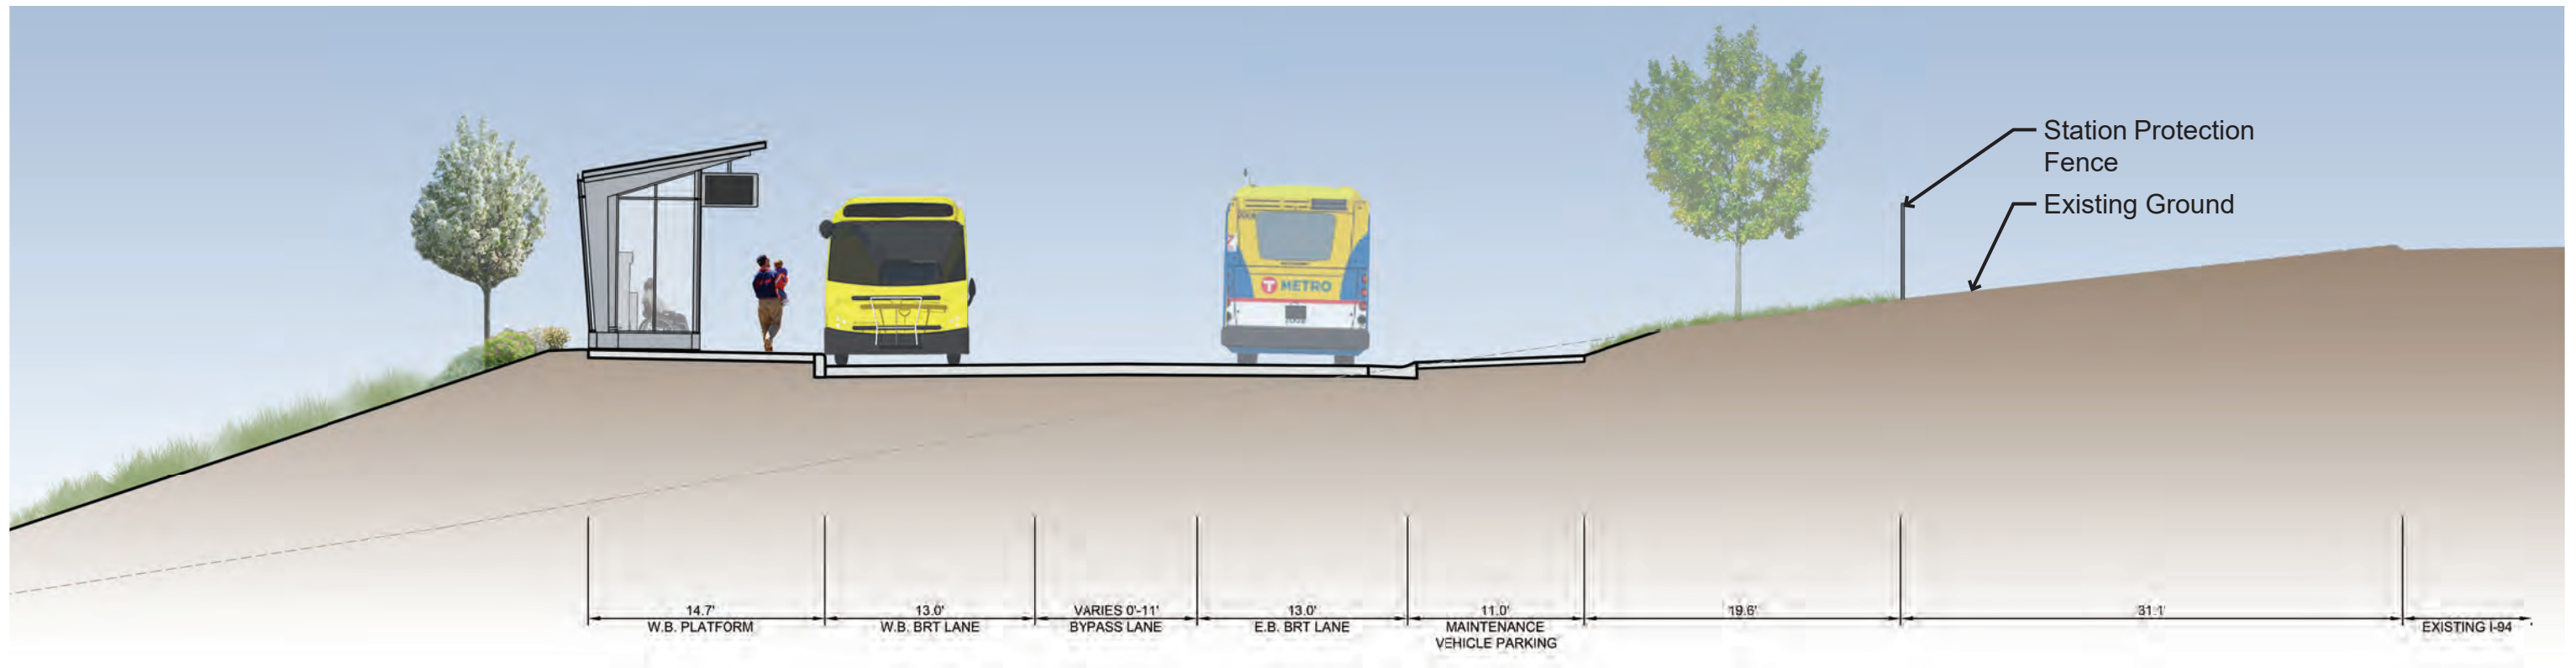 Station Protection
Fence
Existing Ground
METRO
14.7'
W.B. PLATFORM
13.0'
W.B. BRT LANE
VARIES 0'-11'
BYPASS LANE
13.0'
E.B. BRT LANE
11.0'
MAINTENANCE
VEHICLE PARKING
19.6'
31.1'
EXISTING I-94